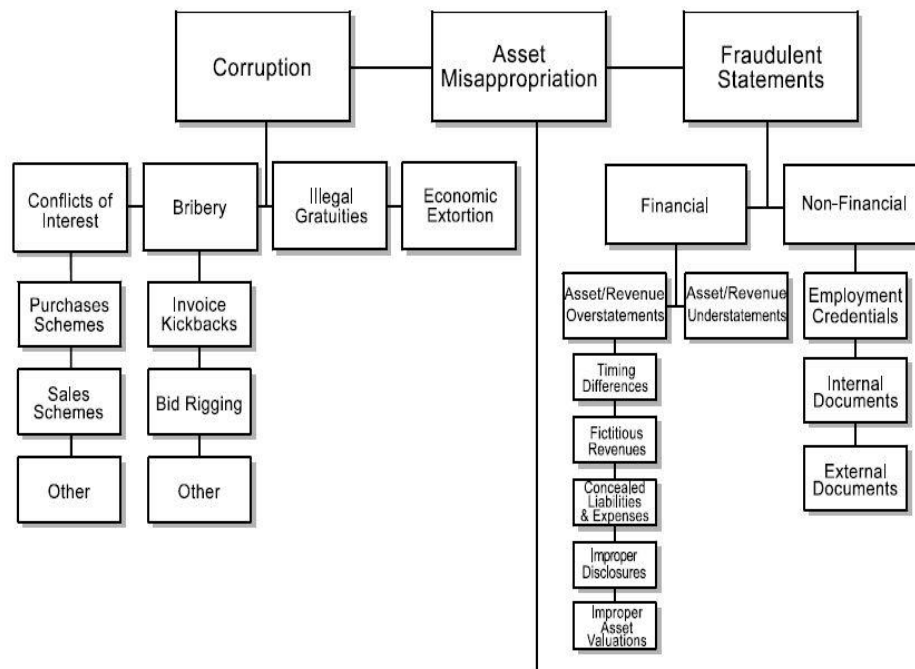 Corruption
Asset
Misappropriation
Fraudulent
Statements
Conflicts of
Interest
Bribery
Illegal
Gratuities
Economic
Extortion
Financial
Non-Financial
Purchases
Schemes
Invoice
Kickbacks
Asset/Revenue
Overstatements
Asset/Revenue
Understatements
Employment
Credentials
Sales
Schemes
Bid Rigging
Timing
Differences
Internal
Documents
Fictitious
Revenues
Other
Other
Concealed
Liabilities
& Expenses
External
Documents
Improper
Disclosures
Improper
Asset
Valuations